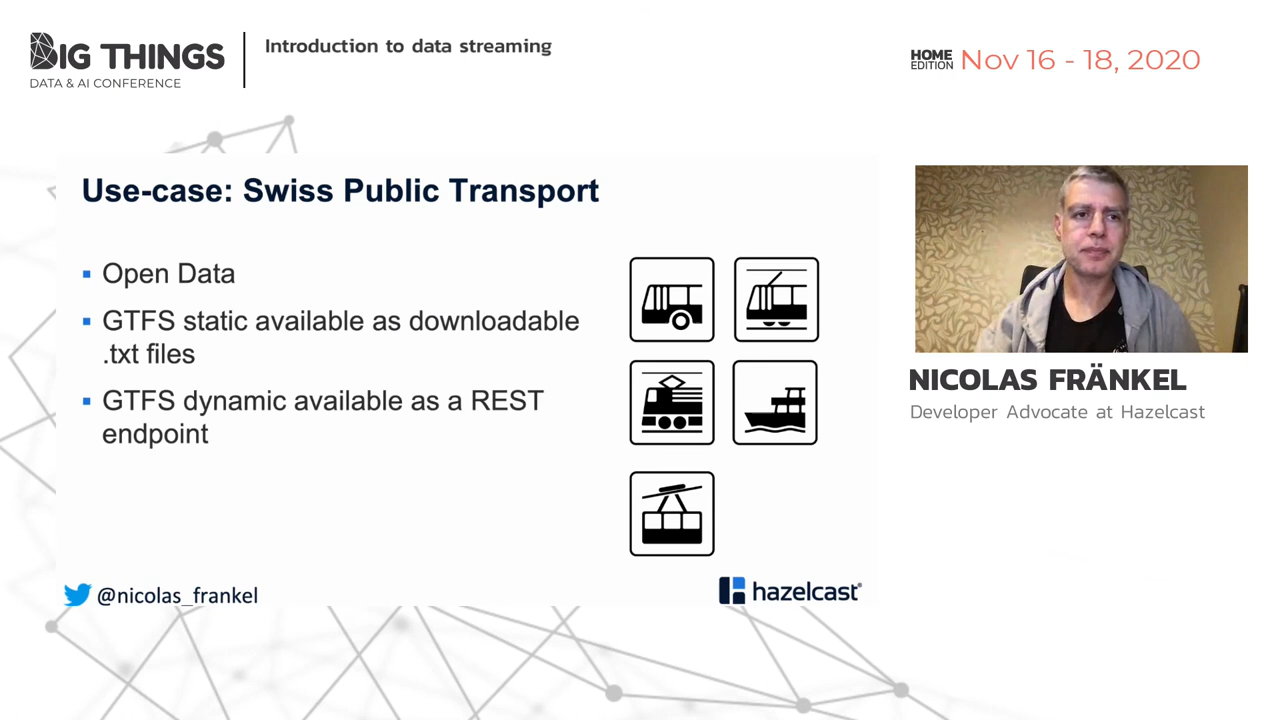 BIG THINGS
DATA & AI CONFERENCE
Introduction to data streaming
HOME
EDITION
Nov 16 - 18, 2020
Use-case: Swiss Public Transport
Open Data
GTFS static available as downloadable
.txt files
GTFS dynamic available as a REST
endpoint
@nicolas_frankel
hazelcast
NICOLAS FRÄNKEL
Developer Advocate at Hazelcast